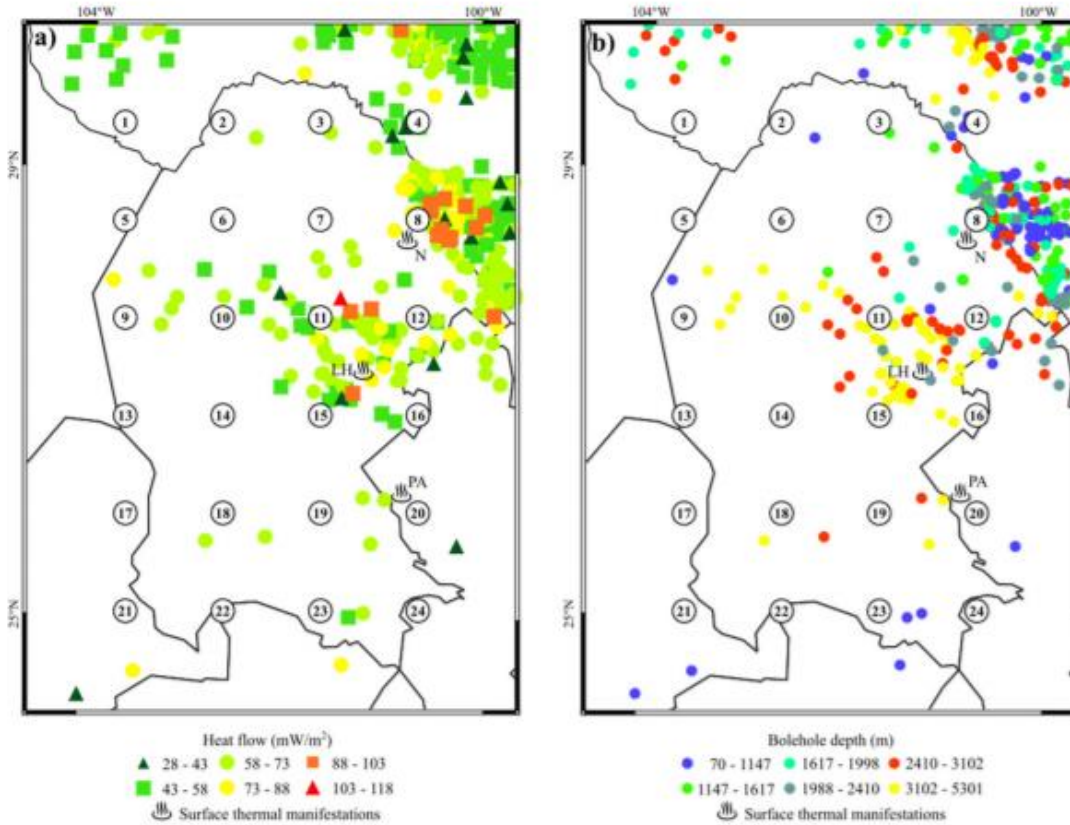 104°W 100°W
a)
29°N
25°N
1 2 3 4
5 6 7 8
N
9 10 11 12
LH
13 14 15 16
PA
17 18 19 20
21 22 23 24
Heat flow (mW/m²)
28 - 43 58 - 73 88 - 103
43 - 58 73 - 88 103 - 118
Surface thermal manifestations
104°W 100°W
b)
29°N
25°N
1 2 3 4
5 6 7 8
N
9 10 11 12
LH
13 14 15 16
PA
17 18 19 20
21 22 23 24
Bolehole depth (m)
70 - 1147 1617 - 1998 2410 - 3102
1147 - 1617 1988 - 2410 3102 - 5301
Surface thermal manifestations